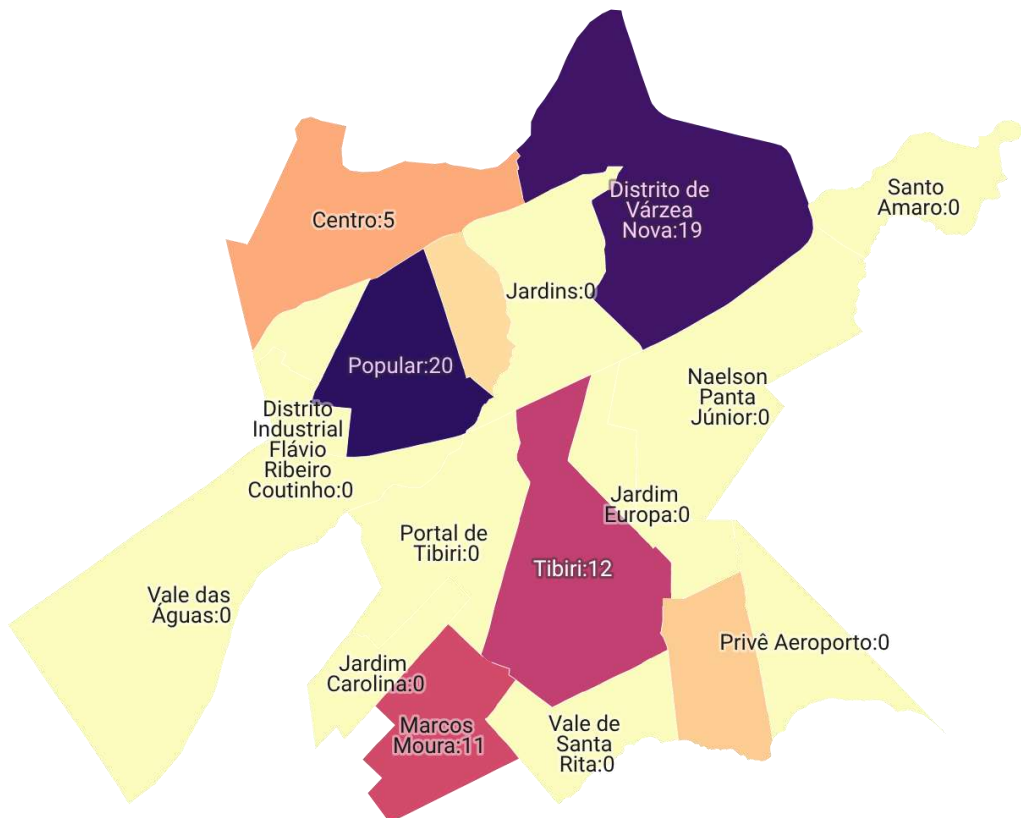 Santo
Amaro:0
Distrito de
Várzea
Nova:19
Centro:5
Jardins:0
Popular:20
Naelson
Panta
Júnior:0
Distrito
Industrial
Flávio
Ribeiro
Coutinho:0
Jardim
Europa:0
Portal de
Tibiri:0
Tibiri:12
Vale das
Águas:0
Privê Aeroporto:0
Jardim
Carolina:0
Marcos
Moura:11
Vale de
Santa
Rita:0